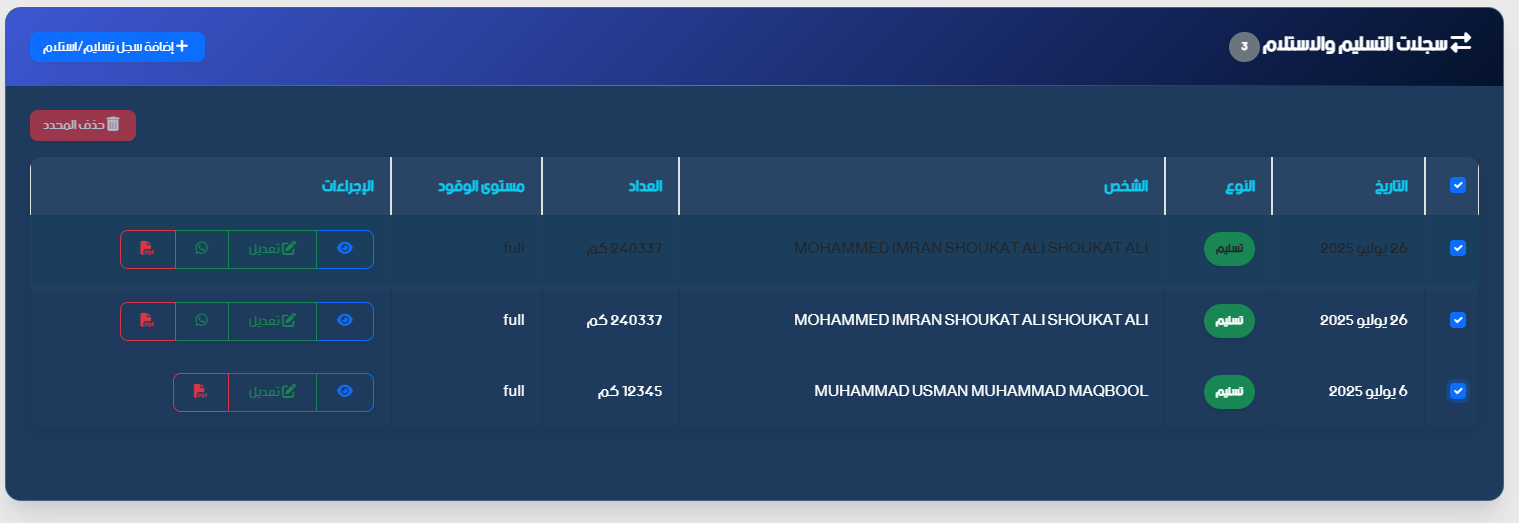 سجلات التسليم والاستلام 3
إضافة سجل تسليم/استلام
حذف المحدد
التاريخ النوع الشخص العداد مستوى الوقود الإجراءات
26 يوليو 2025 تسليم MOHAMMED IMRAN SHOUKAT ALI SHOUKAT ALI 240337 كم full تعديل PDF
26 يوليو 2025 تسليم MOHAMMED IMRAN SHOUKAT ALI SHOUKAT ALI 240337 كم full تعديل PDF
6 يوليو 2025 تسليم MUHAMMAD USMAN MUHAMMAD MAQBOOL 12345 كم full تعديل PDF